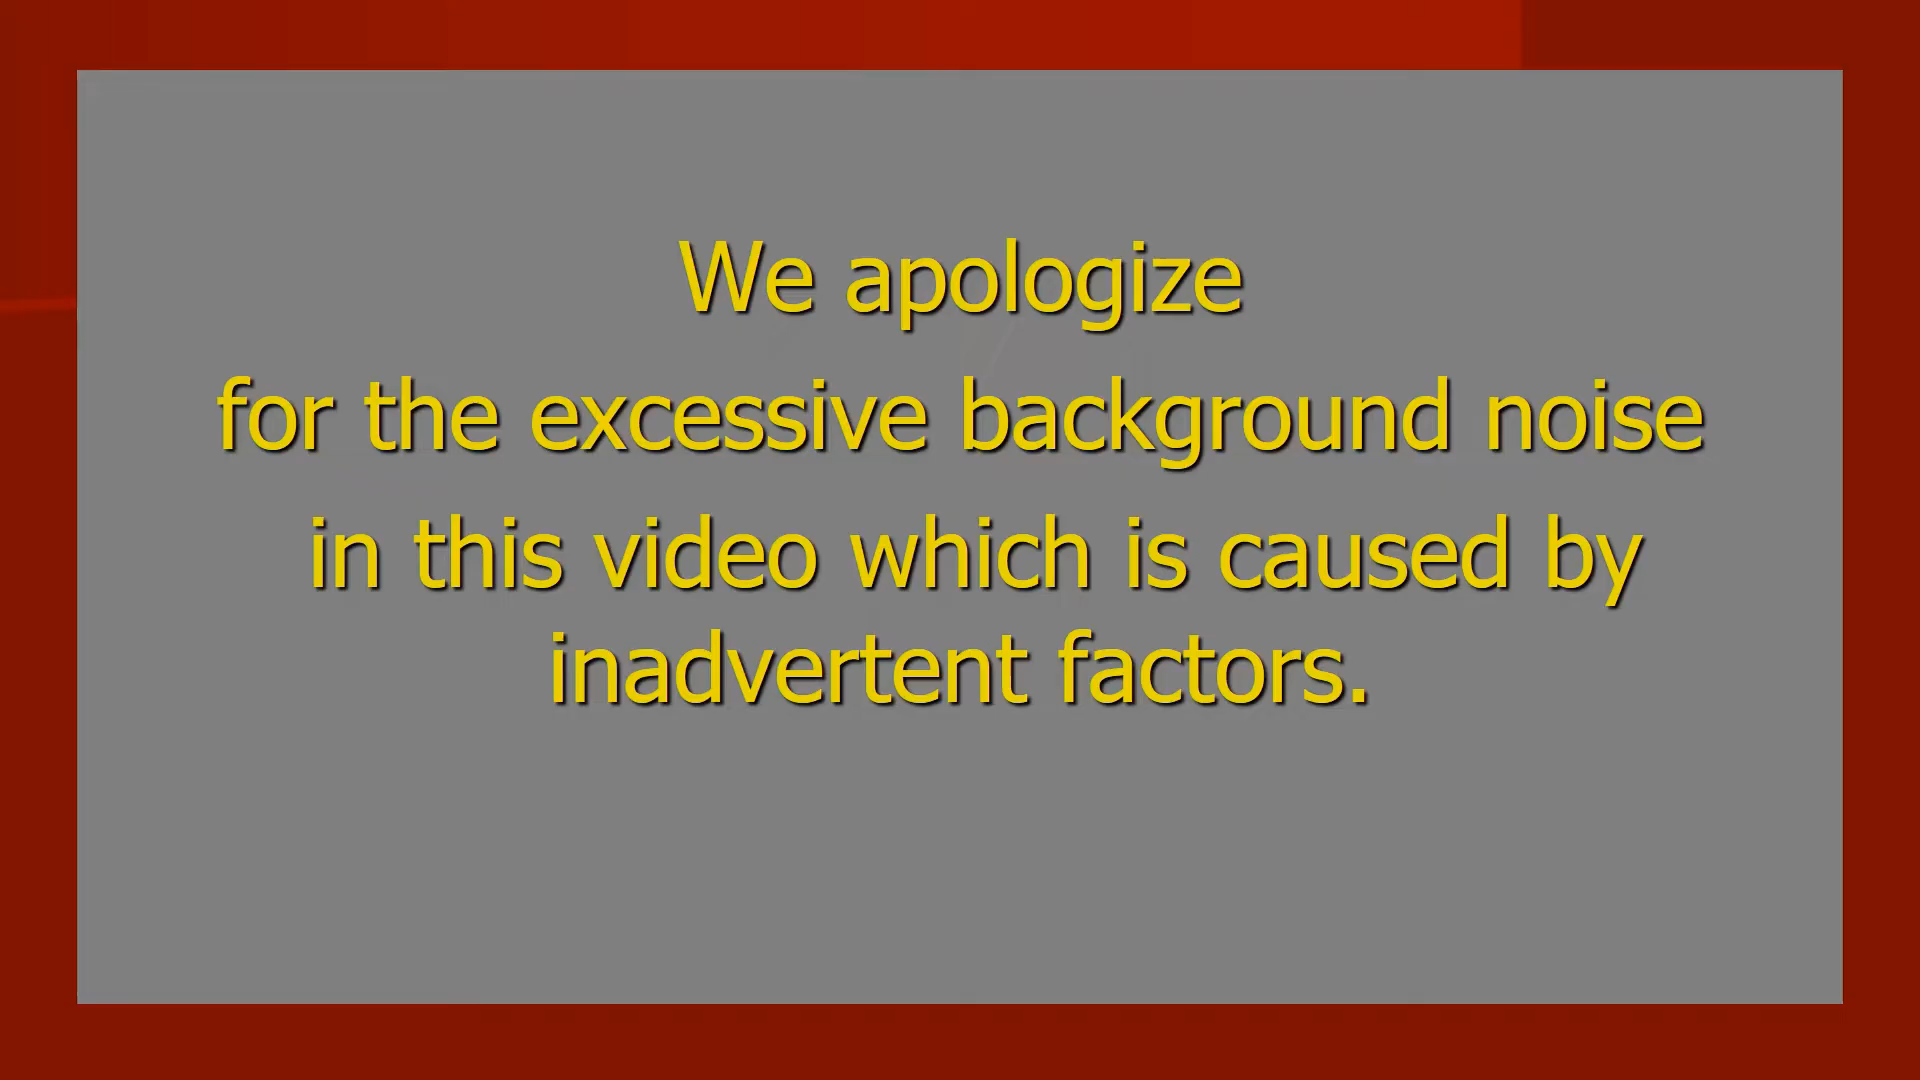 We apologize
for the excessive background noise
in this video which is caused by
inadvertent factors.